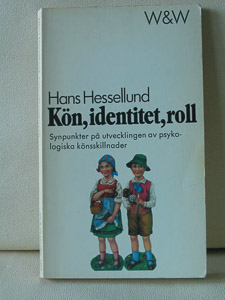 W&W
Hans Hessellund
Kön, identitet, roll
Synpunkter på utvecklingen av psyko-
logiska könsskillnader